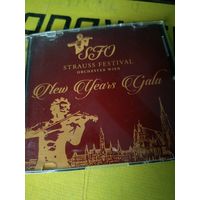 SFO
STRAUSS FESTIVAL
ORCHESTER WIEN
New Years Gala